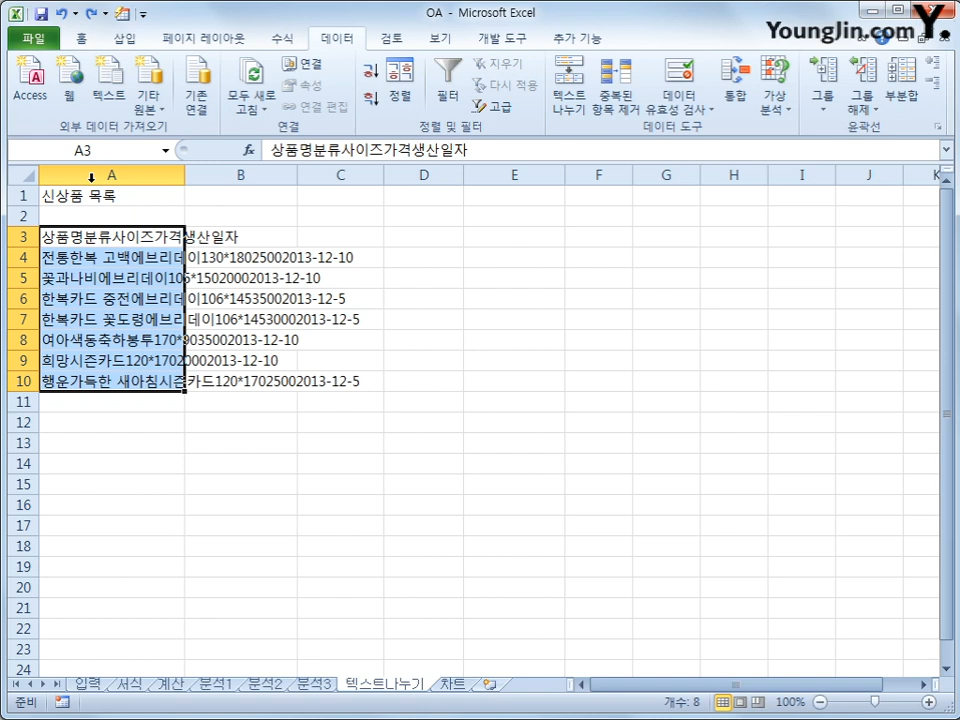 OA - Microsoft Excel
YoungJin.com Y.
파일 홈 삽입 페이지 레이아웃 수식 데이터 검토 보기 개발 도구 추가 기능
Access 웹 텍스트 기타 원본 기존 연결 모두 새로 고침 연결 속성 연결 편집 정렬 필터 지우기 다시 적용 고급 텍스트 나누기 중복된 항목 제거 데이터 유효성 검사 통합 가상 분석 그룹 그룹 해제 부분합
외부 데이터 가져오기 연결 정렬 및 필터 데이터 도구 윤곽선
A3 fx 상품명분류사이즈가격생산일자
A B C D E F G H I J K
1 신상품 목록
2
3 상품명분류사이즈가격생산일자
4 전통한복 고백에브리데이130*18025002013-12-10
5 꽃과나비에브리데이106*15020002013-12-10
6 한복카드 중전에브리데이106*14535002013-12-5
7 한복카드 꽃도령에브리데이106*14530002013-12-5
8 여아색동축하봉투170*9035002013-12-10
9 희망시즌카드120*17020002013-12-10
10 행운가득한 새아침시즌카드120*17025002013-12-5
11
12
13
14
15
16
17
18
19
20
21
22
23
24
입력 서식 계산 분석1 분석2 분석3 텍스트나누기 차트
준비 개수: 8 100%